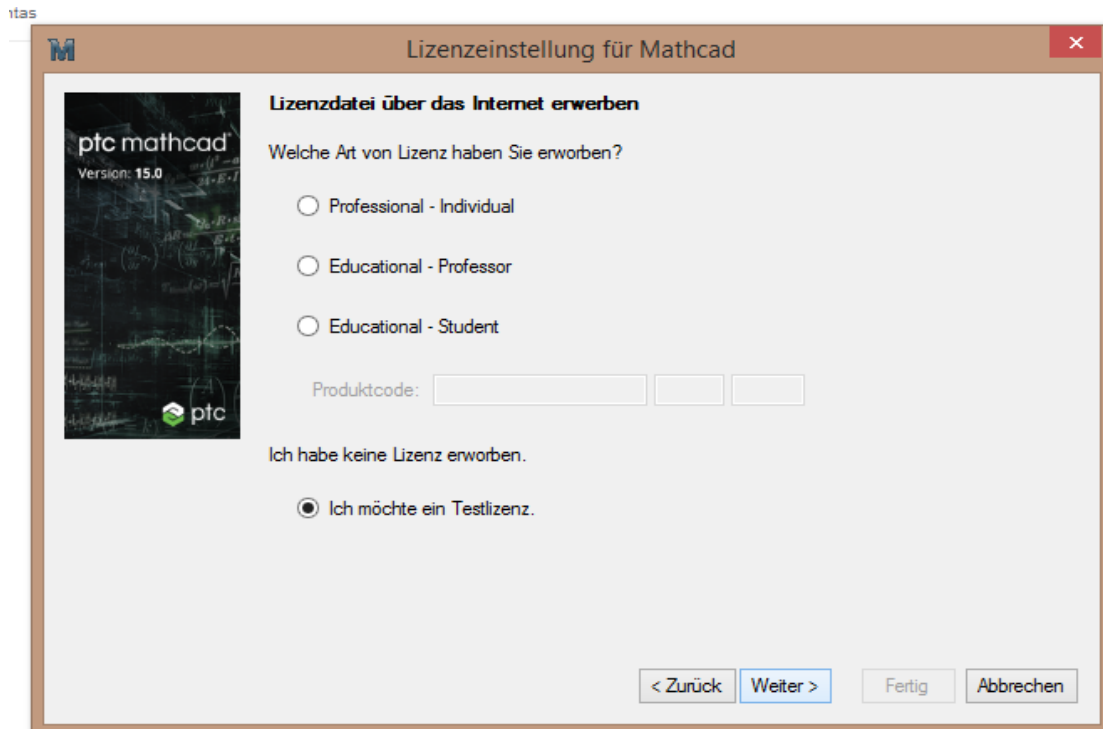 ntas
Lizenzeinstellung für Mathcad
ptc mathcad®
Version: 15.0
ptc
Lizenzdatei über das Internet erwerben
Welche Art von Lizenz haben Sie erworben?
Professional - Individual
Educational - Professor
Educational - Student
Produktcode:
Ich habe keine Lizenz erworben.
Ich möchte ein Testlizenz.
< Zurück Weiter > Fertig Abbrechen